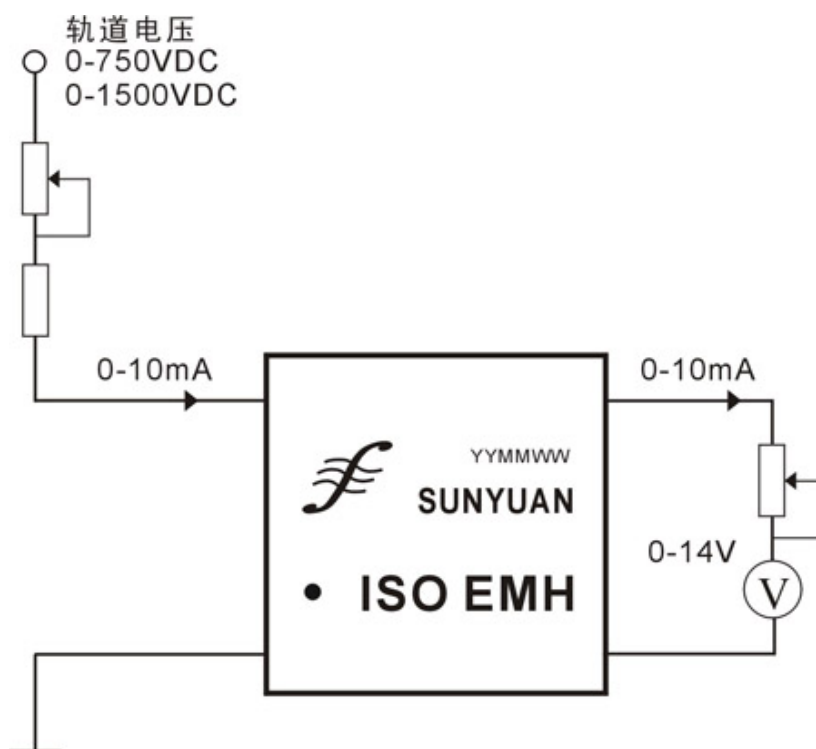 轨道电压
0-750VDC
0-1500VDC
0-10mA
0-10mA
YYMMWW
SUNYUAN
0-14V
V
ISO EMH